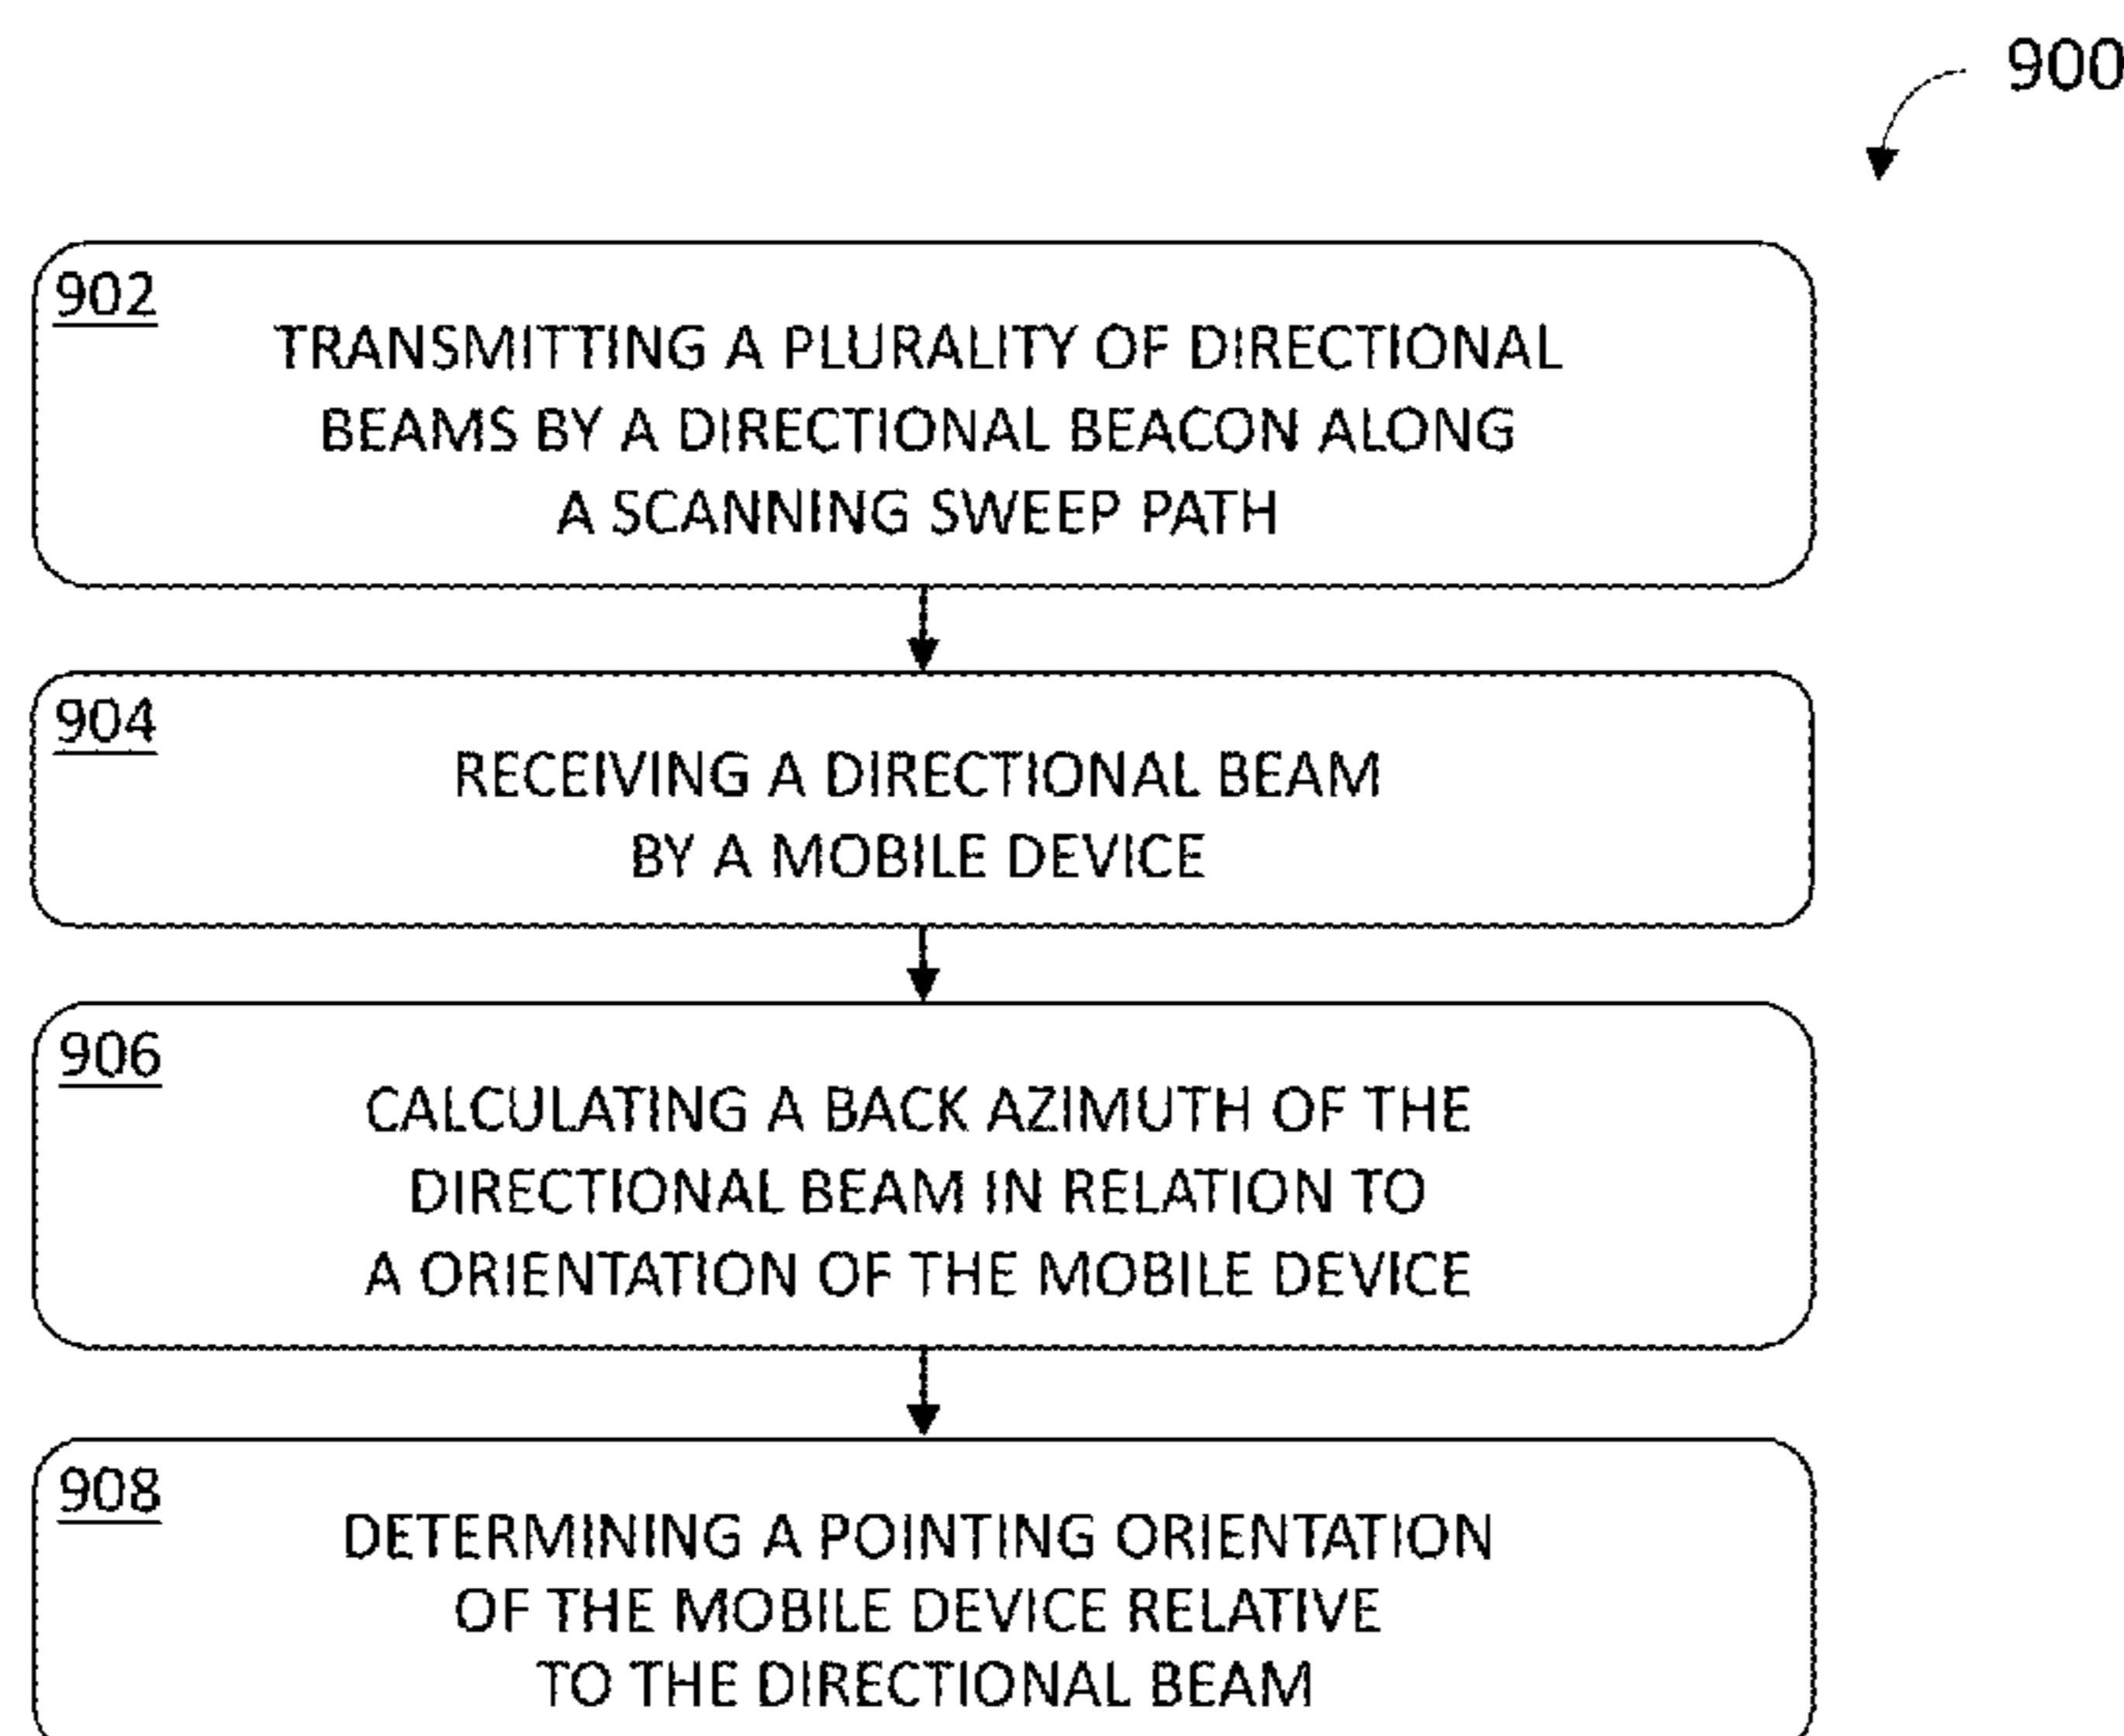 900
902
TRANSMITTING A PLURALITY OF DIRECTIONAL
BEAMS BY A DIRECTIONAL BEACON ALONG
A SCANNING SWEEP PATH
904
RECEIVING A DIRECTIONAL BEAM
BY A MOBILE DEVICE
906
CALCULATING A BACK AZIMUTH OF THE
DIRECTIONAL BEAM IN RELATION TO
A ORIENTATION OF THE MOBILE DEVICE
908
DETERMINING A POINTING ORIENTATION
OF THE MOBILE DEVICE RELATIVE
TO THE DIRECTIONAL BEAM